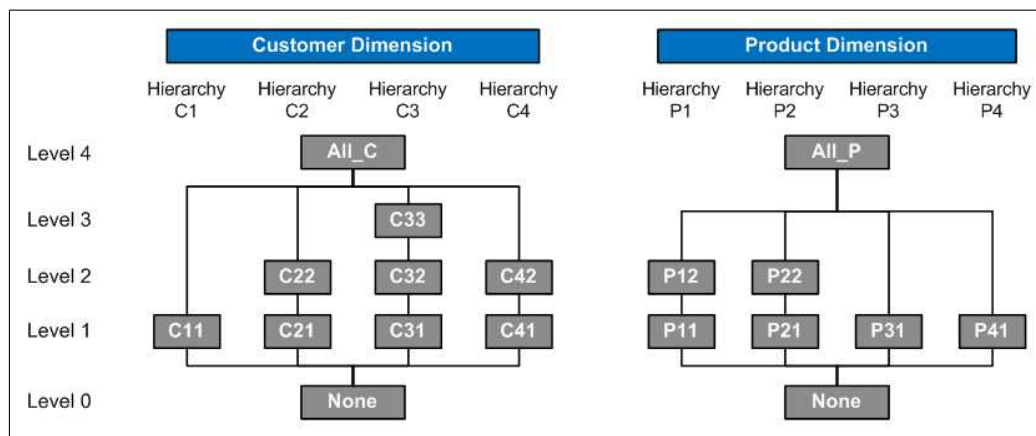 Customer Dimension Product Dimension
Hierarchy Hierarchy Hierarchy Hierarchy Hierarchy Hierarchy Hierarchy Hierarchy
C1 C2 C3 C4 P1 P2 P3 P4
Level 4 All_C All_P
Level 3 C33
Level 2 C22 C32 C42 P12 P22
Level 1 C11 C21 C31 C41 P11 P21 P31 P41
Level 0 None None